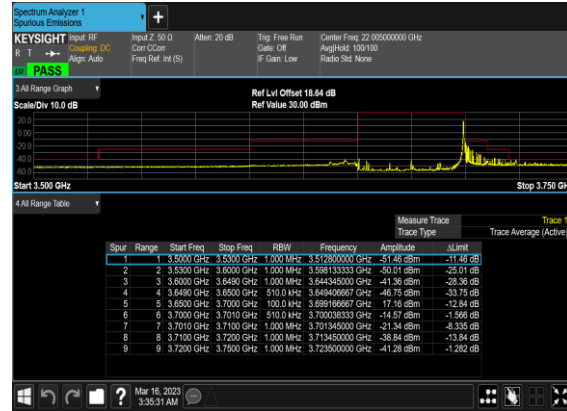 Spectrum Analyzer 1
Spurious Emissions
KEYSIGHT Input: RF Input Z: 50 Ω Atten: 20 dB Trig: Free Run Center Freq: 22.005000000 GHz
R T Coupling: DC Corr CCorr Gate: Off Avg|Hold: 100/100
Align: Auto Freq Ref: Int (S) IF Gain: Low Radio Std: None
PASS
3 All Range Graph Ref Lvl Offset 18.64 dB
Scale/Div 10.0 dB Ref Value 30.00 dBm
20.0
0.00
-20.0
-40.0
-60.0
Start 3.500 GHz Stop 3.750 GH
4 All Range Table
Measure Trace Trace 1
Trace Type Trace Average (Active)
Spur Range Start Freq Stop Freq RBW Frequency Amplitude ΔLimit
1 1 3.5000 GHz 3.5300 GHz 1.000 MHz 3.512800000 GHz -51.46 dBm -11.46 dB
2 2 3.5300 GHz 3.6000 GHz 1.000 MHz 3.598133333 GHz -50.01 dBm -25.01 dB
3 3 3.6000 GHz 3.6490 GHz 1.000 MHz 3.644345000 GHz -41.36 dBm -28.36 dB
4 4 3.6490 GHz 3.6500 GHz 510.0 kHz 3.649406667 GHz -46.75 dBm -33.75 dB
5 5 3.6500 GHz 3.7000 GHz 100.0 kHz 3.699166667 GHz 17.16 dBm -12.84 dB
6 6 3.7000 GHz 3.7010 GHz 510.0 kHz 3.700038333 GHz -14.57 dBm -1.566 dB
7 7 3.7010 GHz 3.7100 GHz 1.000 MHz 3.701345000 GHz -21.34 dBm -8.335 dB
8 8 3.7100 GHz 3.7200 GHz 1.000 MHz 3.713450000 GHz -38.84 dBm -13.84 dB
9 9 3.7200 GHz 3.7500 GHz 1.000 MHz 3.723500000 GHz -41.28 dBm -1.282 dB
? Mar 16, 2023
3:35:31 AM